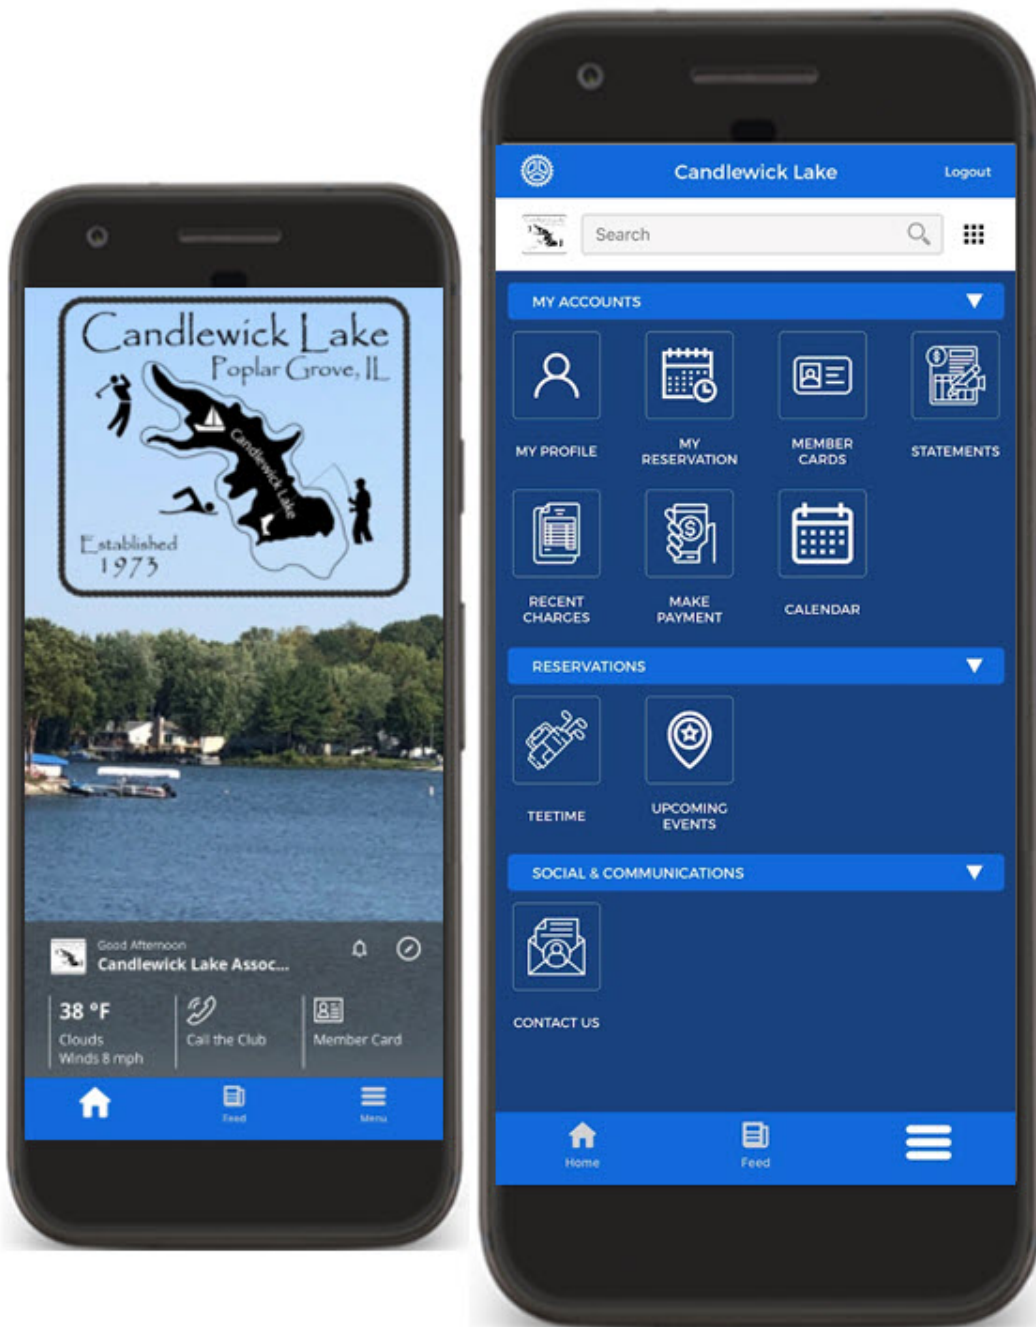 Candlewick Lake
Poplar Grove, IL
Candlewick Lake
Established
1973
Good Afternoon
Candlewick Lake Assoc...
38 °F
Clouds
Winds 8 mph
Call the Club
Member Card
Feed
Menu
Candlewick Lake
Logout
Search
MY ACCOUNTS
MY PROFILE
MY
RESERVATION
MEMBER
CARDS
STATEMENTS
RECENT
CHARGES
MAKE
PAYMENT
CALENDAR
RESERVATIONS
TEETIME
UPCOMING
EVENTS
SOCIAL & COMMUNICATIONS
CONTACT US
Home
Feed